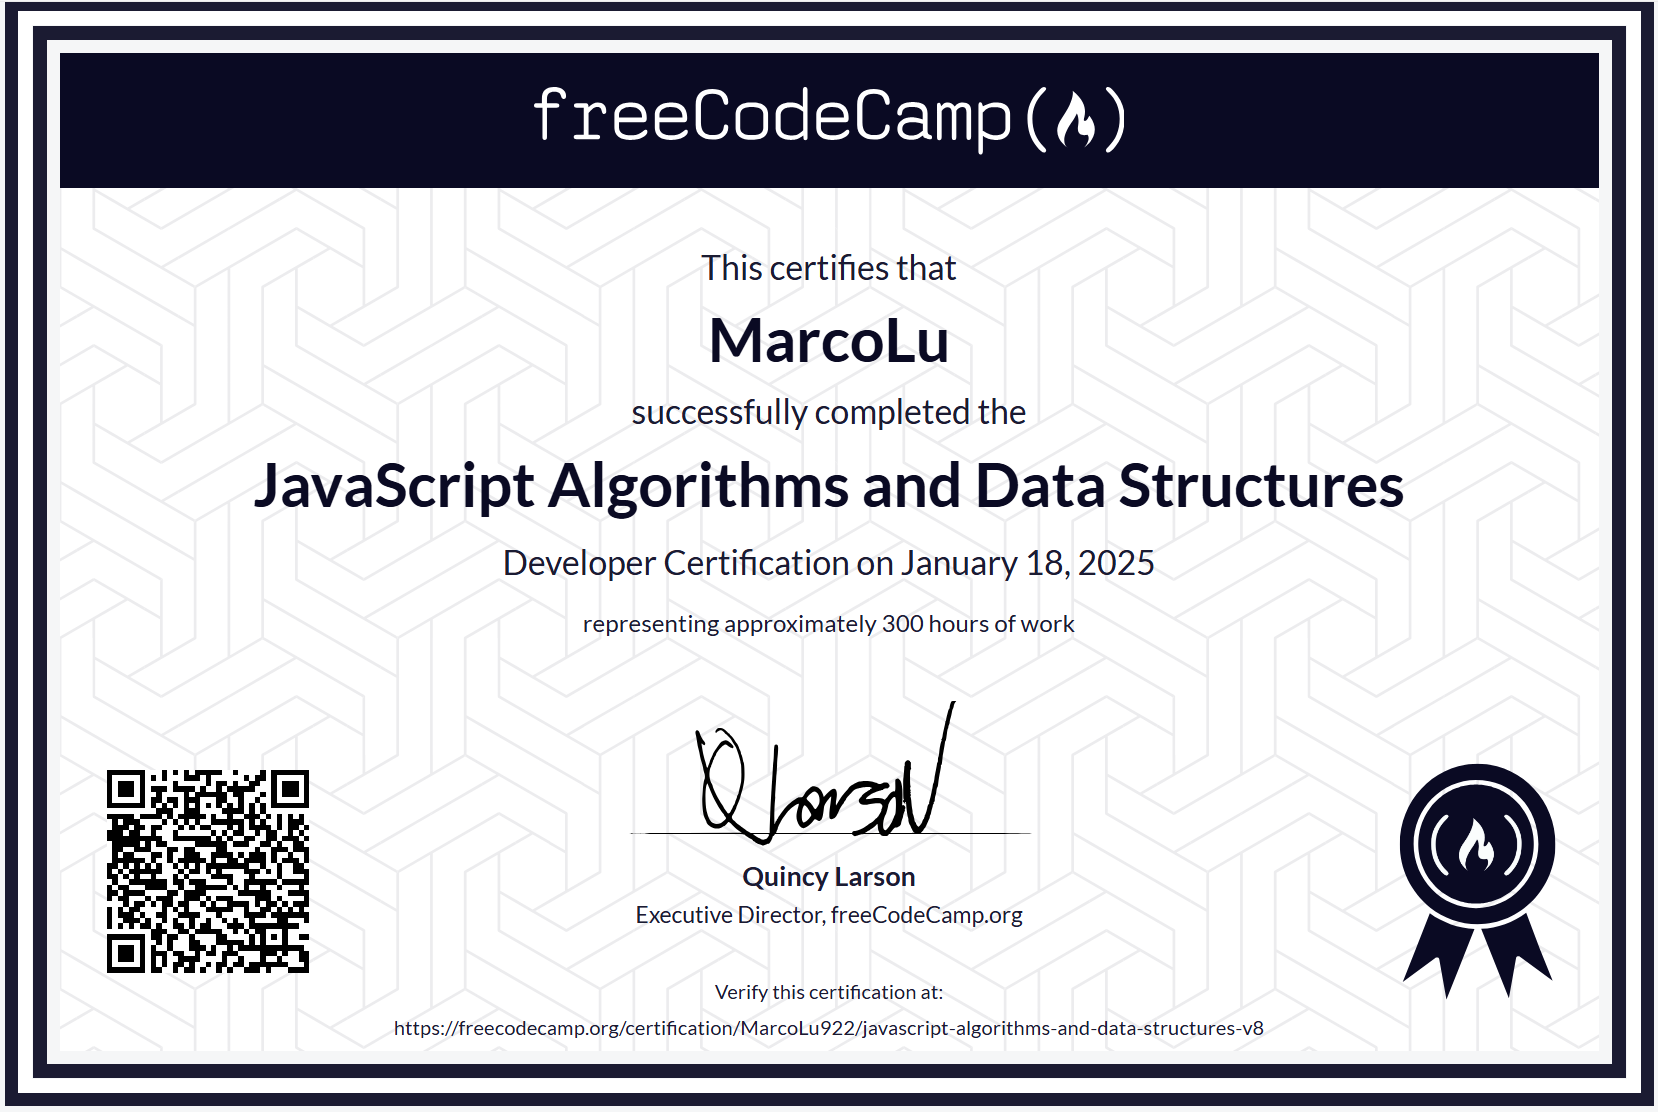 freeCodeCamp
This certifies that
MarcoLu
successfully completed the
JavaScript Algorithms and Data Structures
Developer Certification on January 18, 2025
representing approximately 300 hours of work
Quincy Larson
Executive Director, freeCodeCamp.org
Verify this certification at:
https://freecodecamp.org/certification/MarcoLu922/javascript-algorithms-and-data-structures-v8